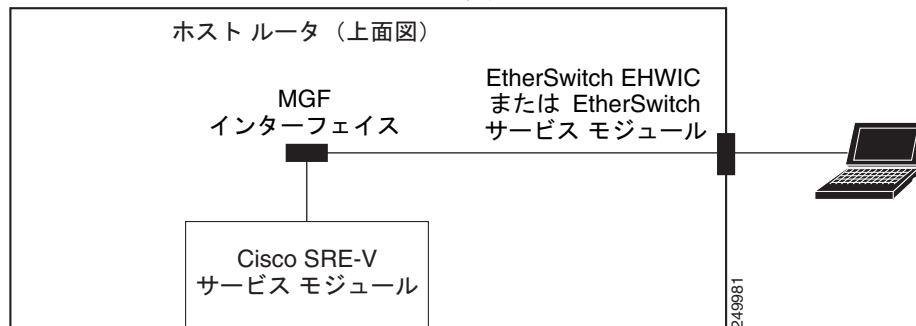 ホスト ルータ（上面図）
EtherSwitch EHWIC
または EtherSwitch
サービス モジュール
MGF
インターフェイス
Cisco SRE-V
サービス モジュール
249981